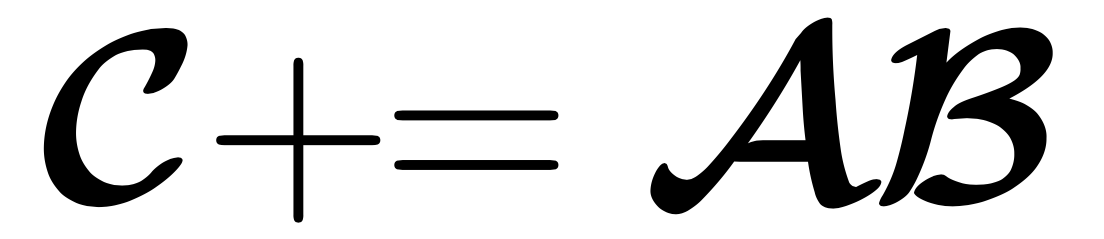 C += AB